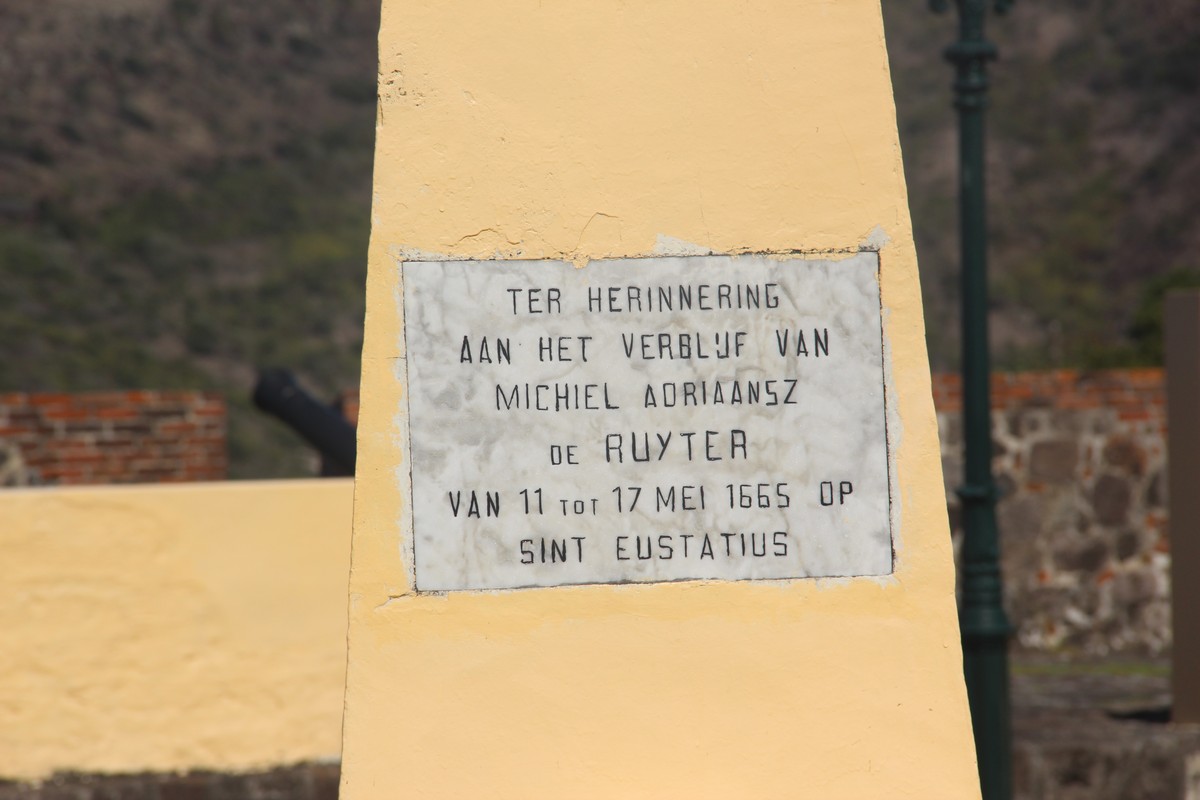 TER HERINNERING
AAN HET VERBLIJF VAN
MICHIEL ADRIAANSZ
DE RUYTER
VAN 11 TOT 17 MEI 1665 OP
SINT EUSTATIUS